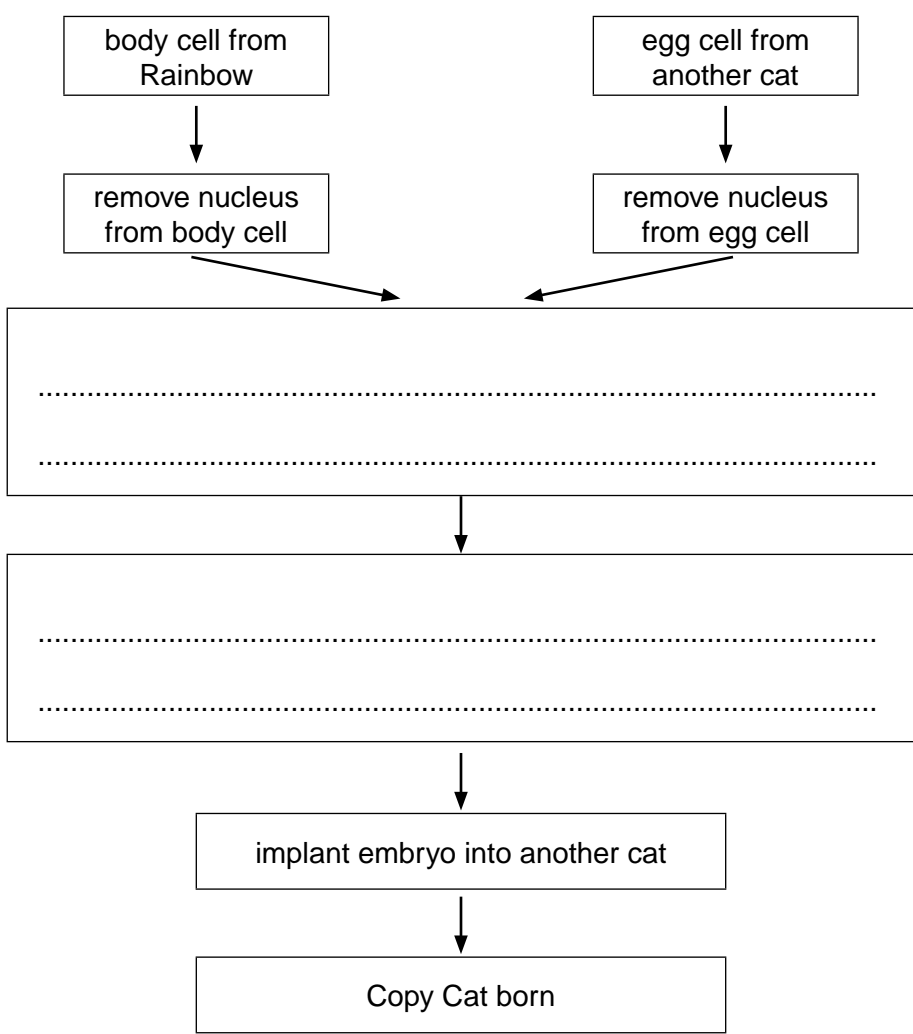 body cell from
Rainbow
egg cell from
another cat
remove nucleus
from body cell
remove nucleus
from egg cell
implant embryo into another cat
Copy Cat born